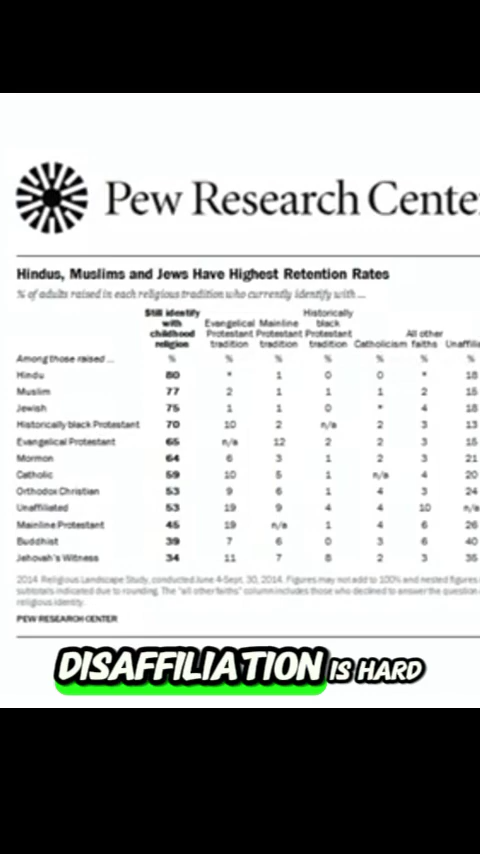 Pew Research Cente
Hindus, Muslims and Jews Have Highest Retention Rates
% of adults raised in each religious tradition who currently identify with ...
Still identify with childhood religion Evangelical Protestant tradition Mainline Protestant tradition Historically black Protestant tradition Catholicism All other faiths Unaffili
Among those raised ... % % % % % % %
Hindu 80 * 1 0 0 * 18
Muslim 77 2 1 1 1 2 15
Jewish 75 1 1 0 * 4 18
Historically black Protestant 70 10 2 n/a 2 3 13
Evangelical Protestant 65 n/a 12 2 2 3 15
Mormon 64 6 3 1 2 3 21
Catholic 59 10 5 1 n/a 4 20
Orthodox Christian 53 9 6 1 4 3 24
Unaffiliated 53 19 9 4 4 10 n/a
Mainline Protestant 45 19 n/a 1 4 6 26
Buddhist 39 7 6 0 3 6 40
Jehovah's Witness 34 11 7 8 2 3 35
2014 Religious Landscape Study, conducted June 4-Sept. 30, 2014. Figures may not add to 100% and nested figures
subtotals indicated due to rounding. The "all other faiths" column includes those who declined to answer the question
religious identity.
PEW RESEARCH CENTER
DISAFFILIATION IS HARD